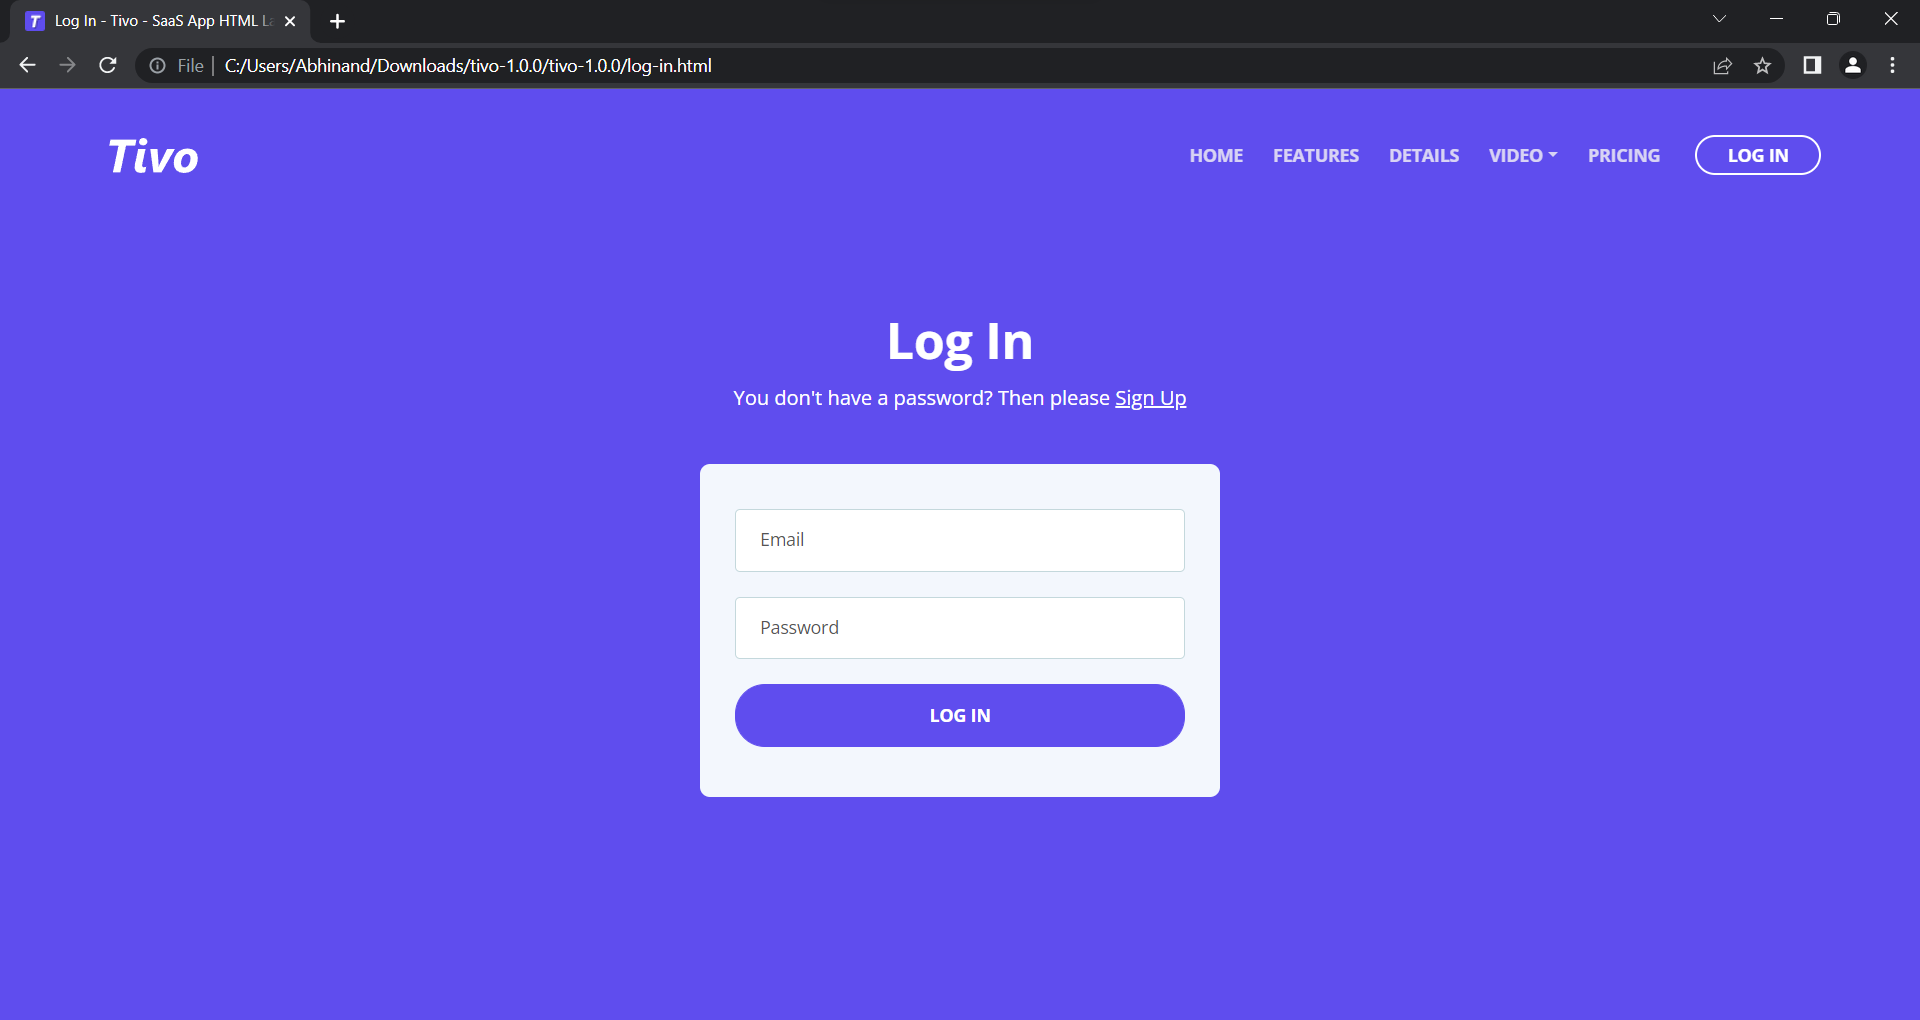 Log In - Tivo - SaaS App HTML La
File | C:/Users/Abhinand/Downloads/tivo-1.0.0/tivo-1.0.0/log-in.html
Tivo HOME FEATURES DETAILS VIDEO PRICING LOG IN
Log In
You don't have a password? Then please Sign Up
Email
Password
LOG IN